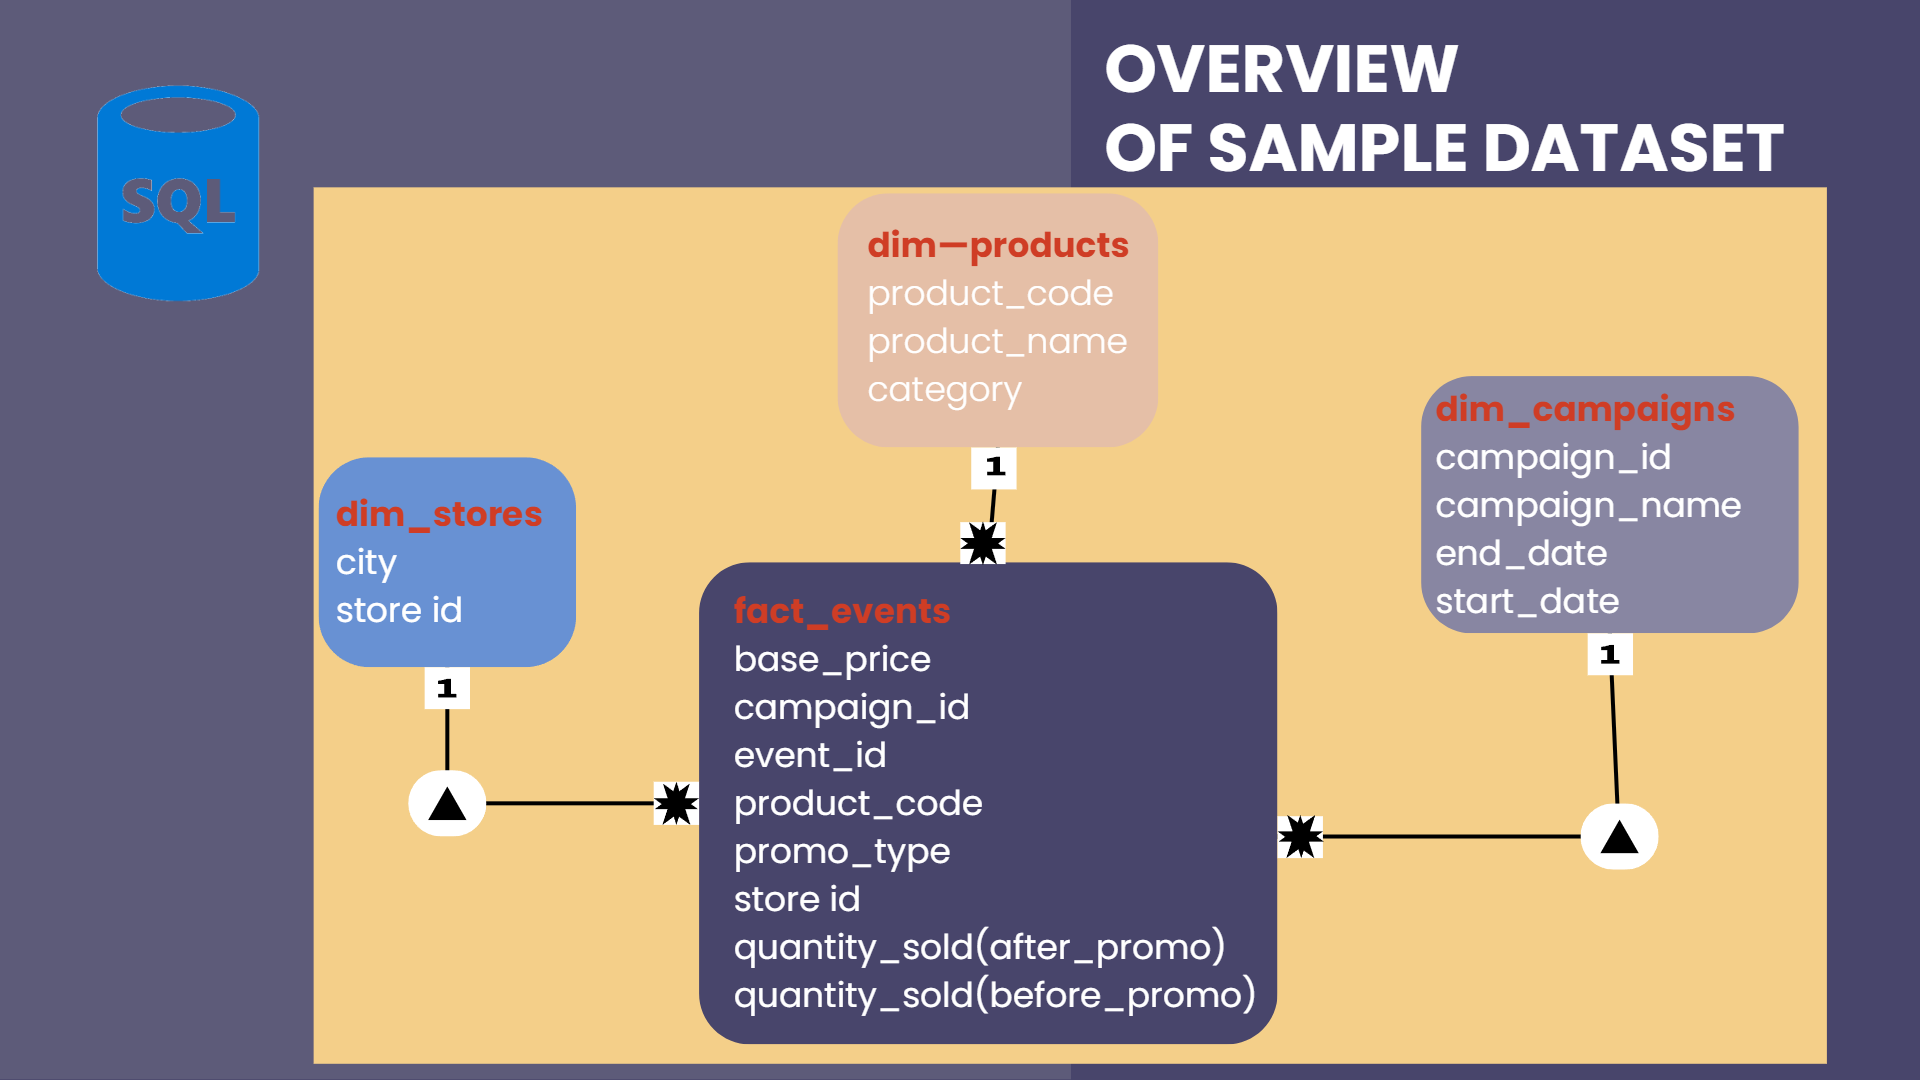 OVERVIEW
OF SAMPLE DATASET
SQL
dim—products
product_code
product_name
category
1
dim_campaigns
campaign_id
campaign_name
end_date
start_date
1
dim_stores
city
store id
1
fact_events
base_price
campaign_id
event_id
product_code
promo_type
store id
quantity_sold(after_promo)
quantity_sold(before_promo)